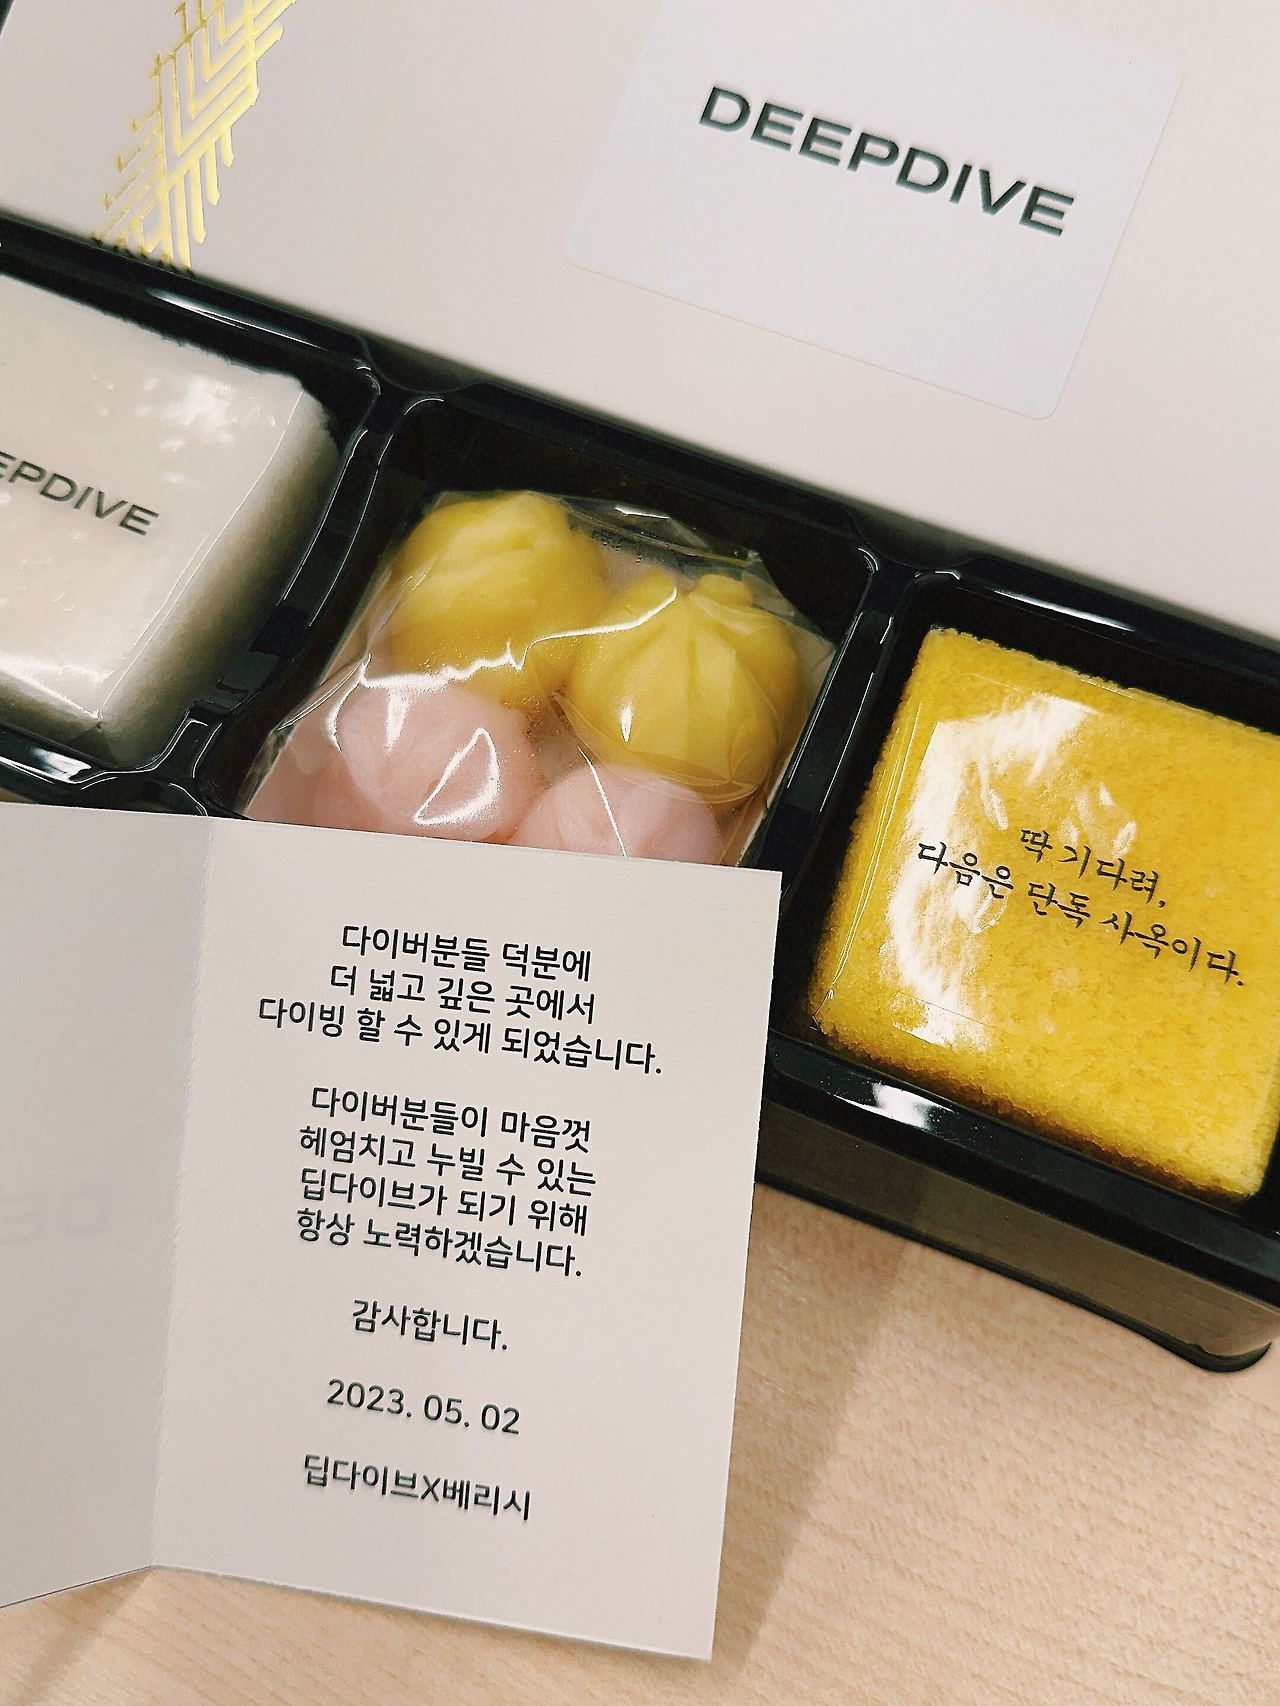 DEEPDIVE
EPDIVE
딱 기다려,
다음은 단독 사옥이다.
다이버분들 덕분에
더 넓고 깊은 곳에서
다이빙 할 수 있게 되었습니다.
다이버분들이 마음껏
헤엄치고 누빌 수 있는
딥다이브가 되기 위해
항상 노력하겠습니다.
감사합니다.
2023. 05. 02
딥다이브X베리시